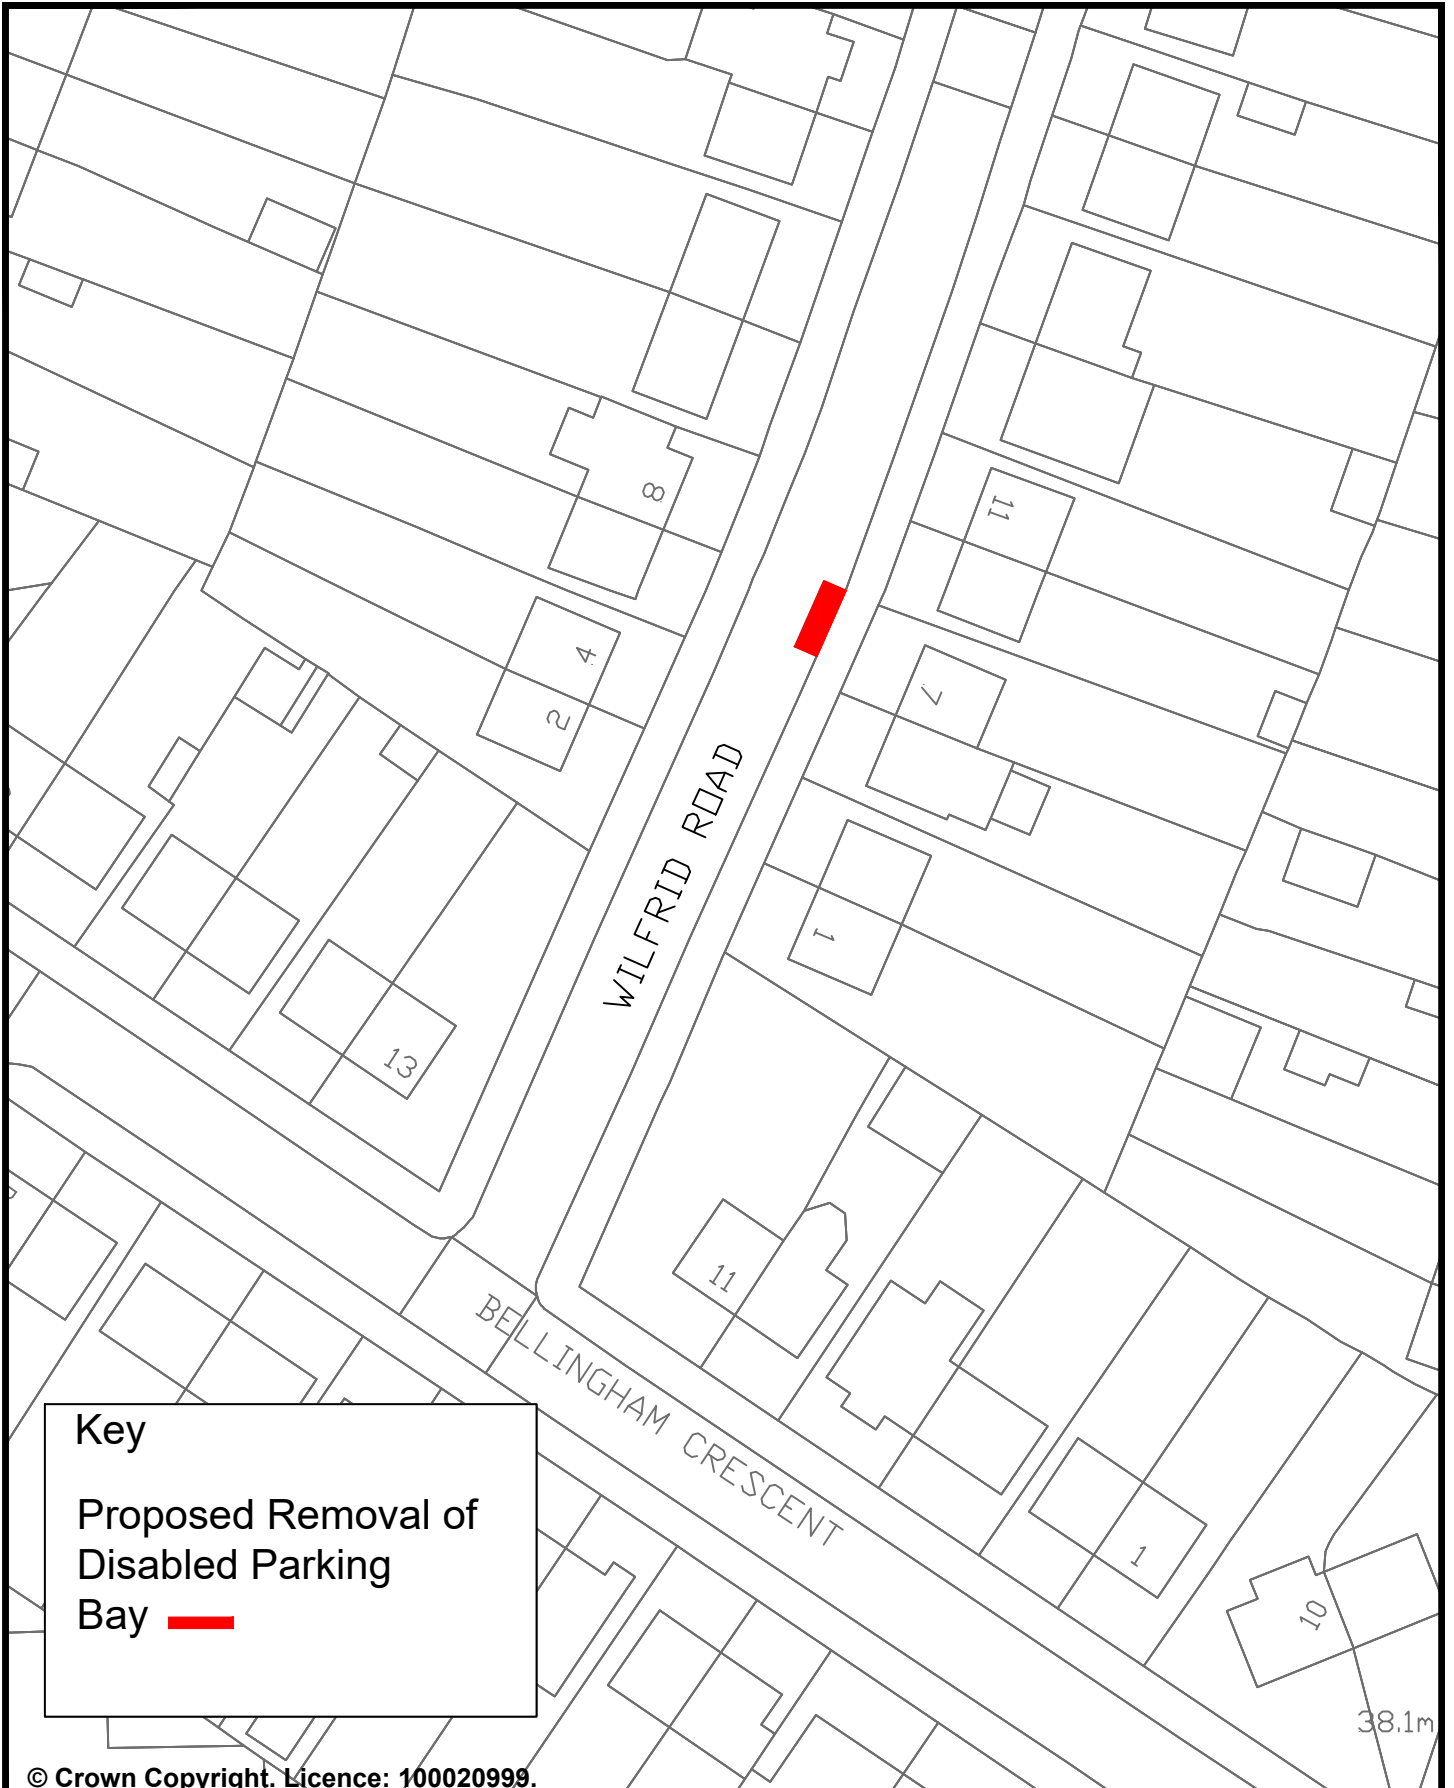 11
8
4
7
2
WILFRID ROAD
1
13
11
BELLINGHAM CRESCENT
1
10
38.1m
Key
Proposed Removal of
Disabled Parking
Bay
© Crown Copyright. Licence: 100020999.